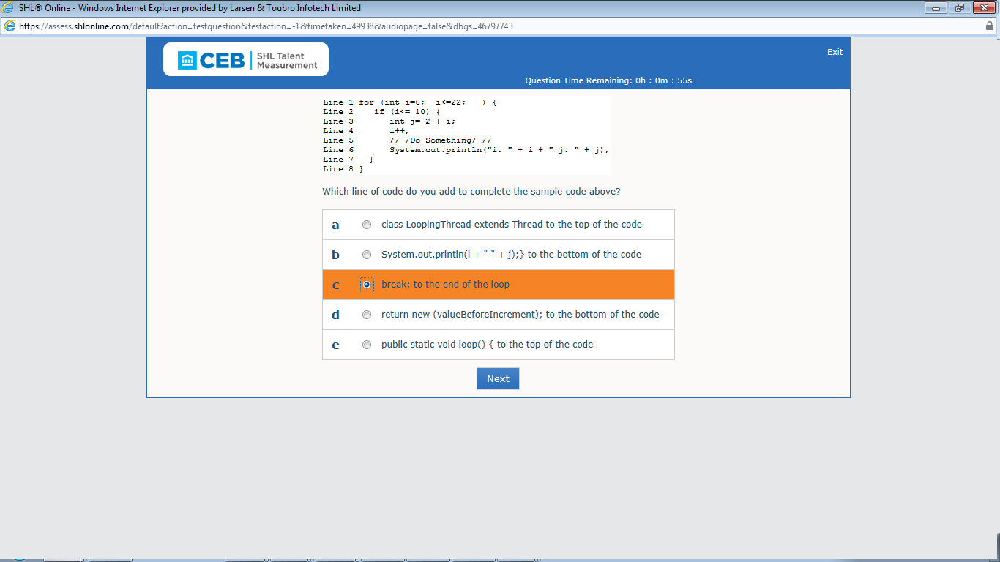 SHL® Online - Windows Internet Explorer provided by Larsen & Toubro Infotech Limited
https://assess.shlonline.com/default?action=testquestion&testaction=-1&timetaken=49938&audiopage=false&dbgs=46797743
CEB SHL Talent
Measurement
Exit
Question Time Remaining: 0h : 0m : 55s
Line 1 for (int i=0;  i<=22;   ) {
Line 2    if (i<= 10) {
Line 3       int j= 2 + i;
Line 4       i++;
Line 5       // /Do Something/ //
Line 6       System.out.println("i: " + i + " j: " + j);
Line 7   }
Line 8 }
Which line of code do you add to complete the sample code above?
a class LoopingThread extends Thread to the top of the code
b System.out.println(i + " " + j);} to the bottom of the code
c break; to the end of the loop
d return new (valueBeforeIncrement); to the bottom of the code
e public static void loop() { to the top of the code
Next